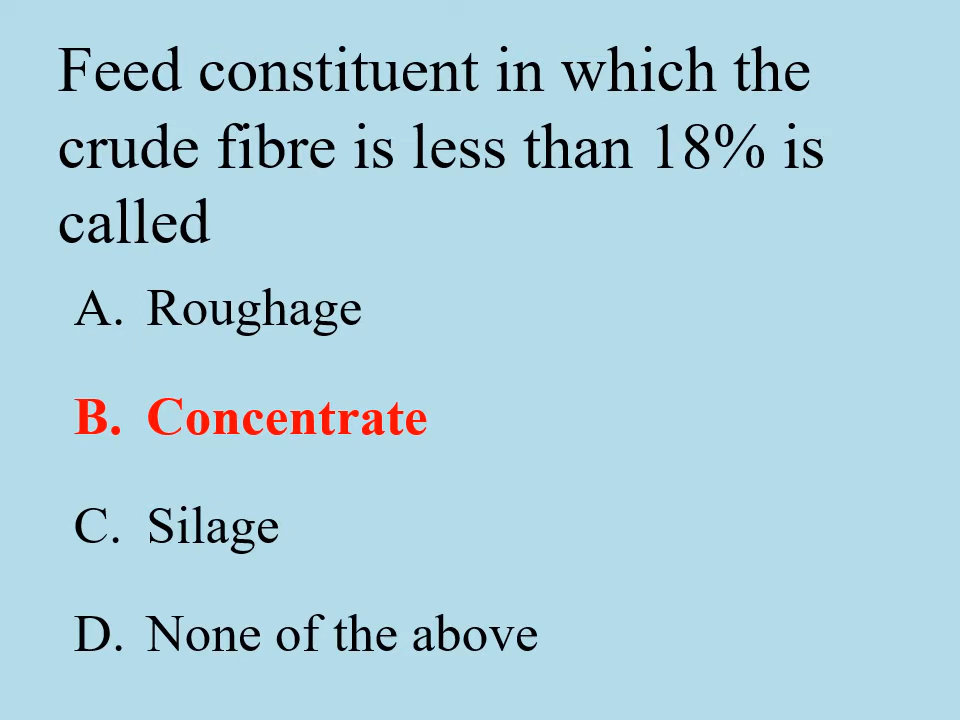 Feed constituent in which the
crude fibre is less than 18% is
called
A. Roughage
B. Concentrate
C. Silage
D. None of the above